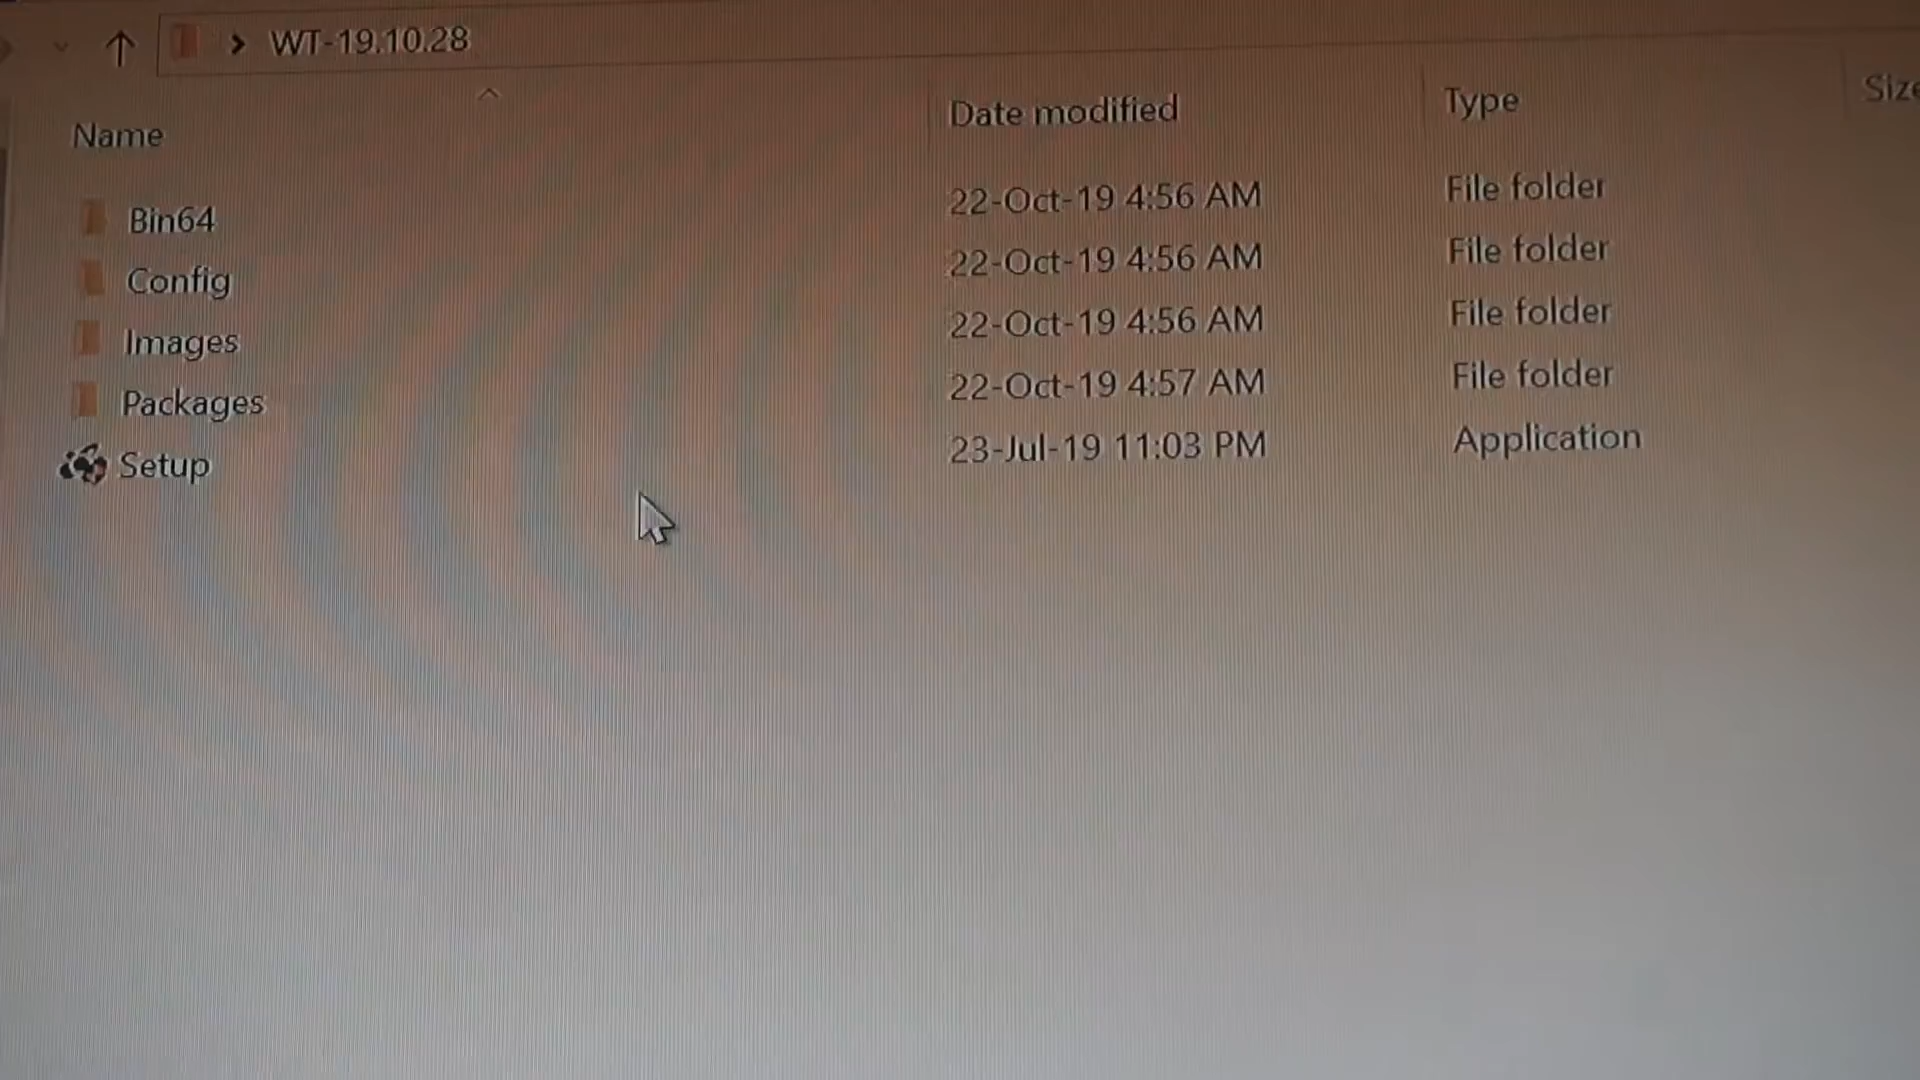 WT-19.10.28
Name Date modified Type Size
Bin64 22-Oct-19 4:56 AM File folder
Config 22-Oct-19 4:56 AM File folder
Images 22-Oct-19 4:56 AM File folder
Packages 22-Oct-19 4:57 AM File folder
Setup 23-Jul-19 11:03 PM Application